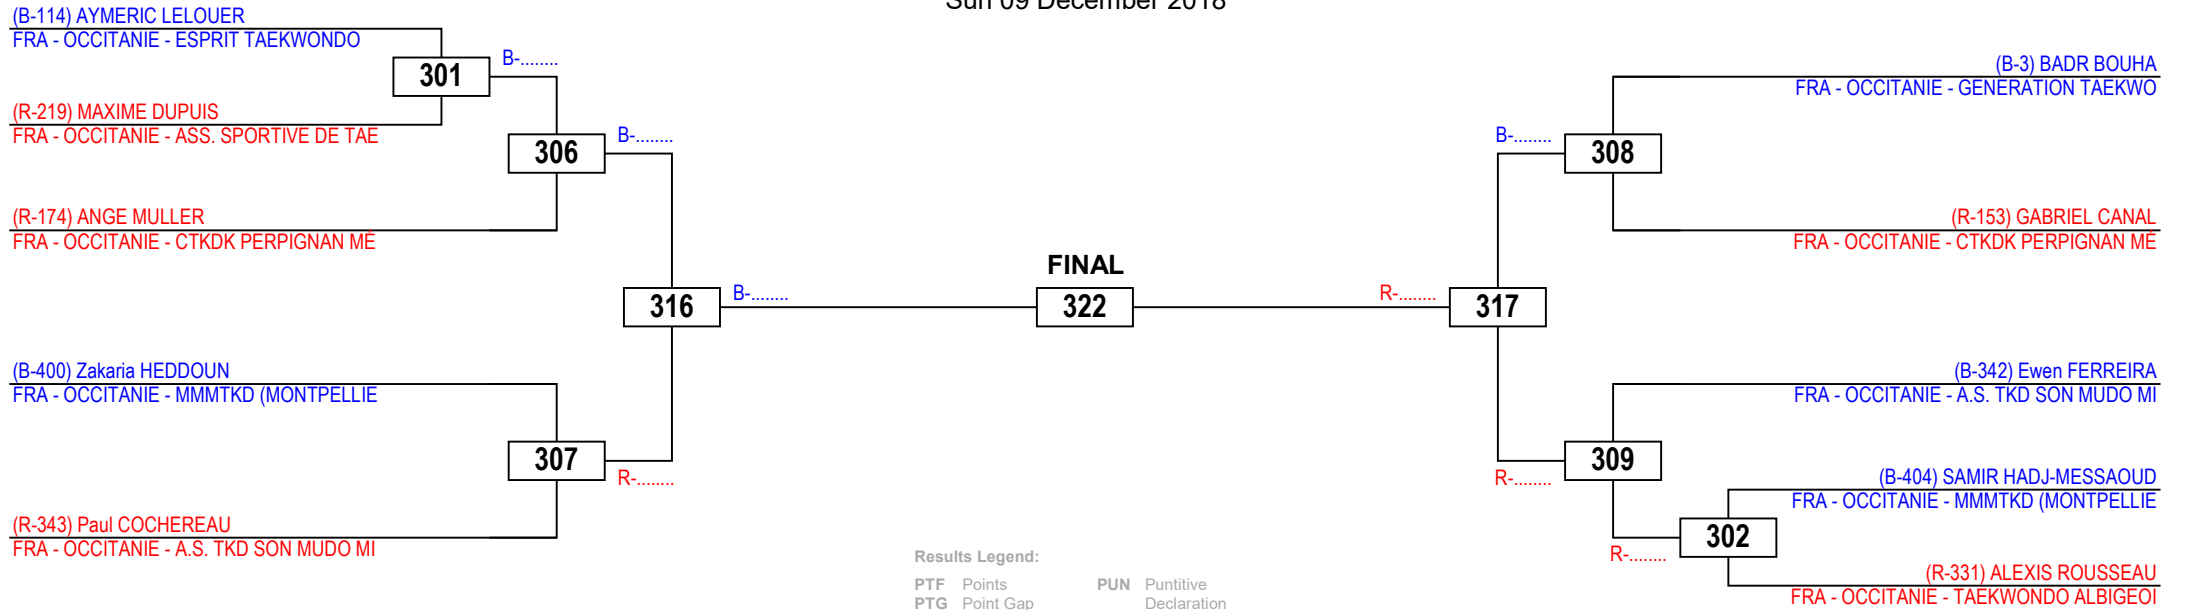 Sun 09 December 2018
(B-114) AYMERIC LELOUER
FRA - OCCITANIE - ESPRIT TAEKWONDO
301
B-........
(R-219) MAXIME DUPUIS
FRA - OCCITANIE - ASS. SPORTIVE DE TAE
306
B-........
(R-174) ANGE MULLER
FRA - OCCITANIE - CTKDK PERPIGNAN MÉ
316
B-........
(B-400) Zakaria HEDDOUN
FRA - OCCITANIE - MMMTKD (MONTPELLIE
307
R-........
(R-343) Paul COCHEREAU
FRA - OCCITANIE - A.S. TKD SON MUDO MI
FINAL
322
(B-3) BADR BOUHA
FRA - OCCITANIE - GENERATION TAEKWO
B-........
308
(R-153) GABRIEL CANAL
FRA - OCCITANIE - CTKDK PERPIGNAN MÉ
R-........
317
(B-342) Ewen FERREIRA
FRA - OCCITANIE - A.S. TKD SON MUDO MI
R-........
309
(B-404) SAMIR HADJ-MESSAOUD
FRA - OCCITANIE - MMMTKD (MONTPELLIE
R-........
302
(R-331) ALEXIS ROUSSEAU
FRA - OCCITANIE - TAEKWONDO ALBIGEOI
Results Legend:
PTF Points PUN Puntitive
PTG Point Gap Declaration